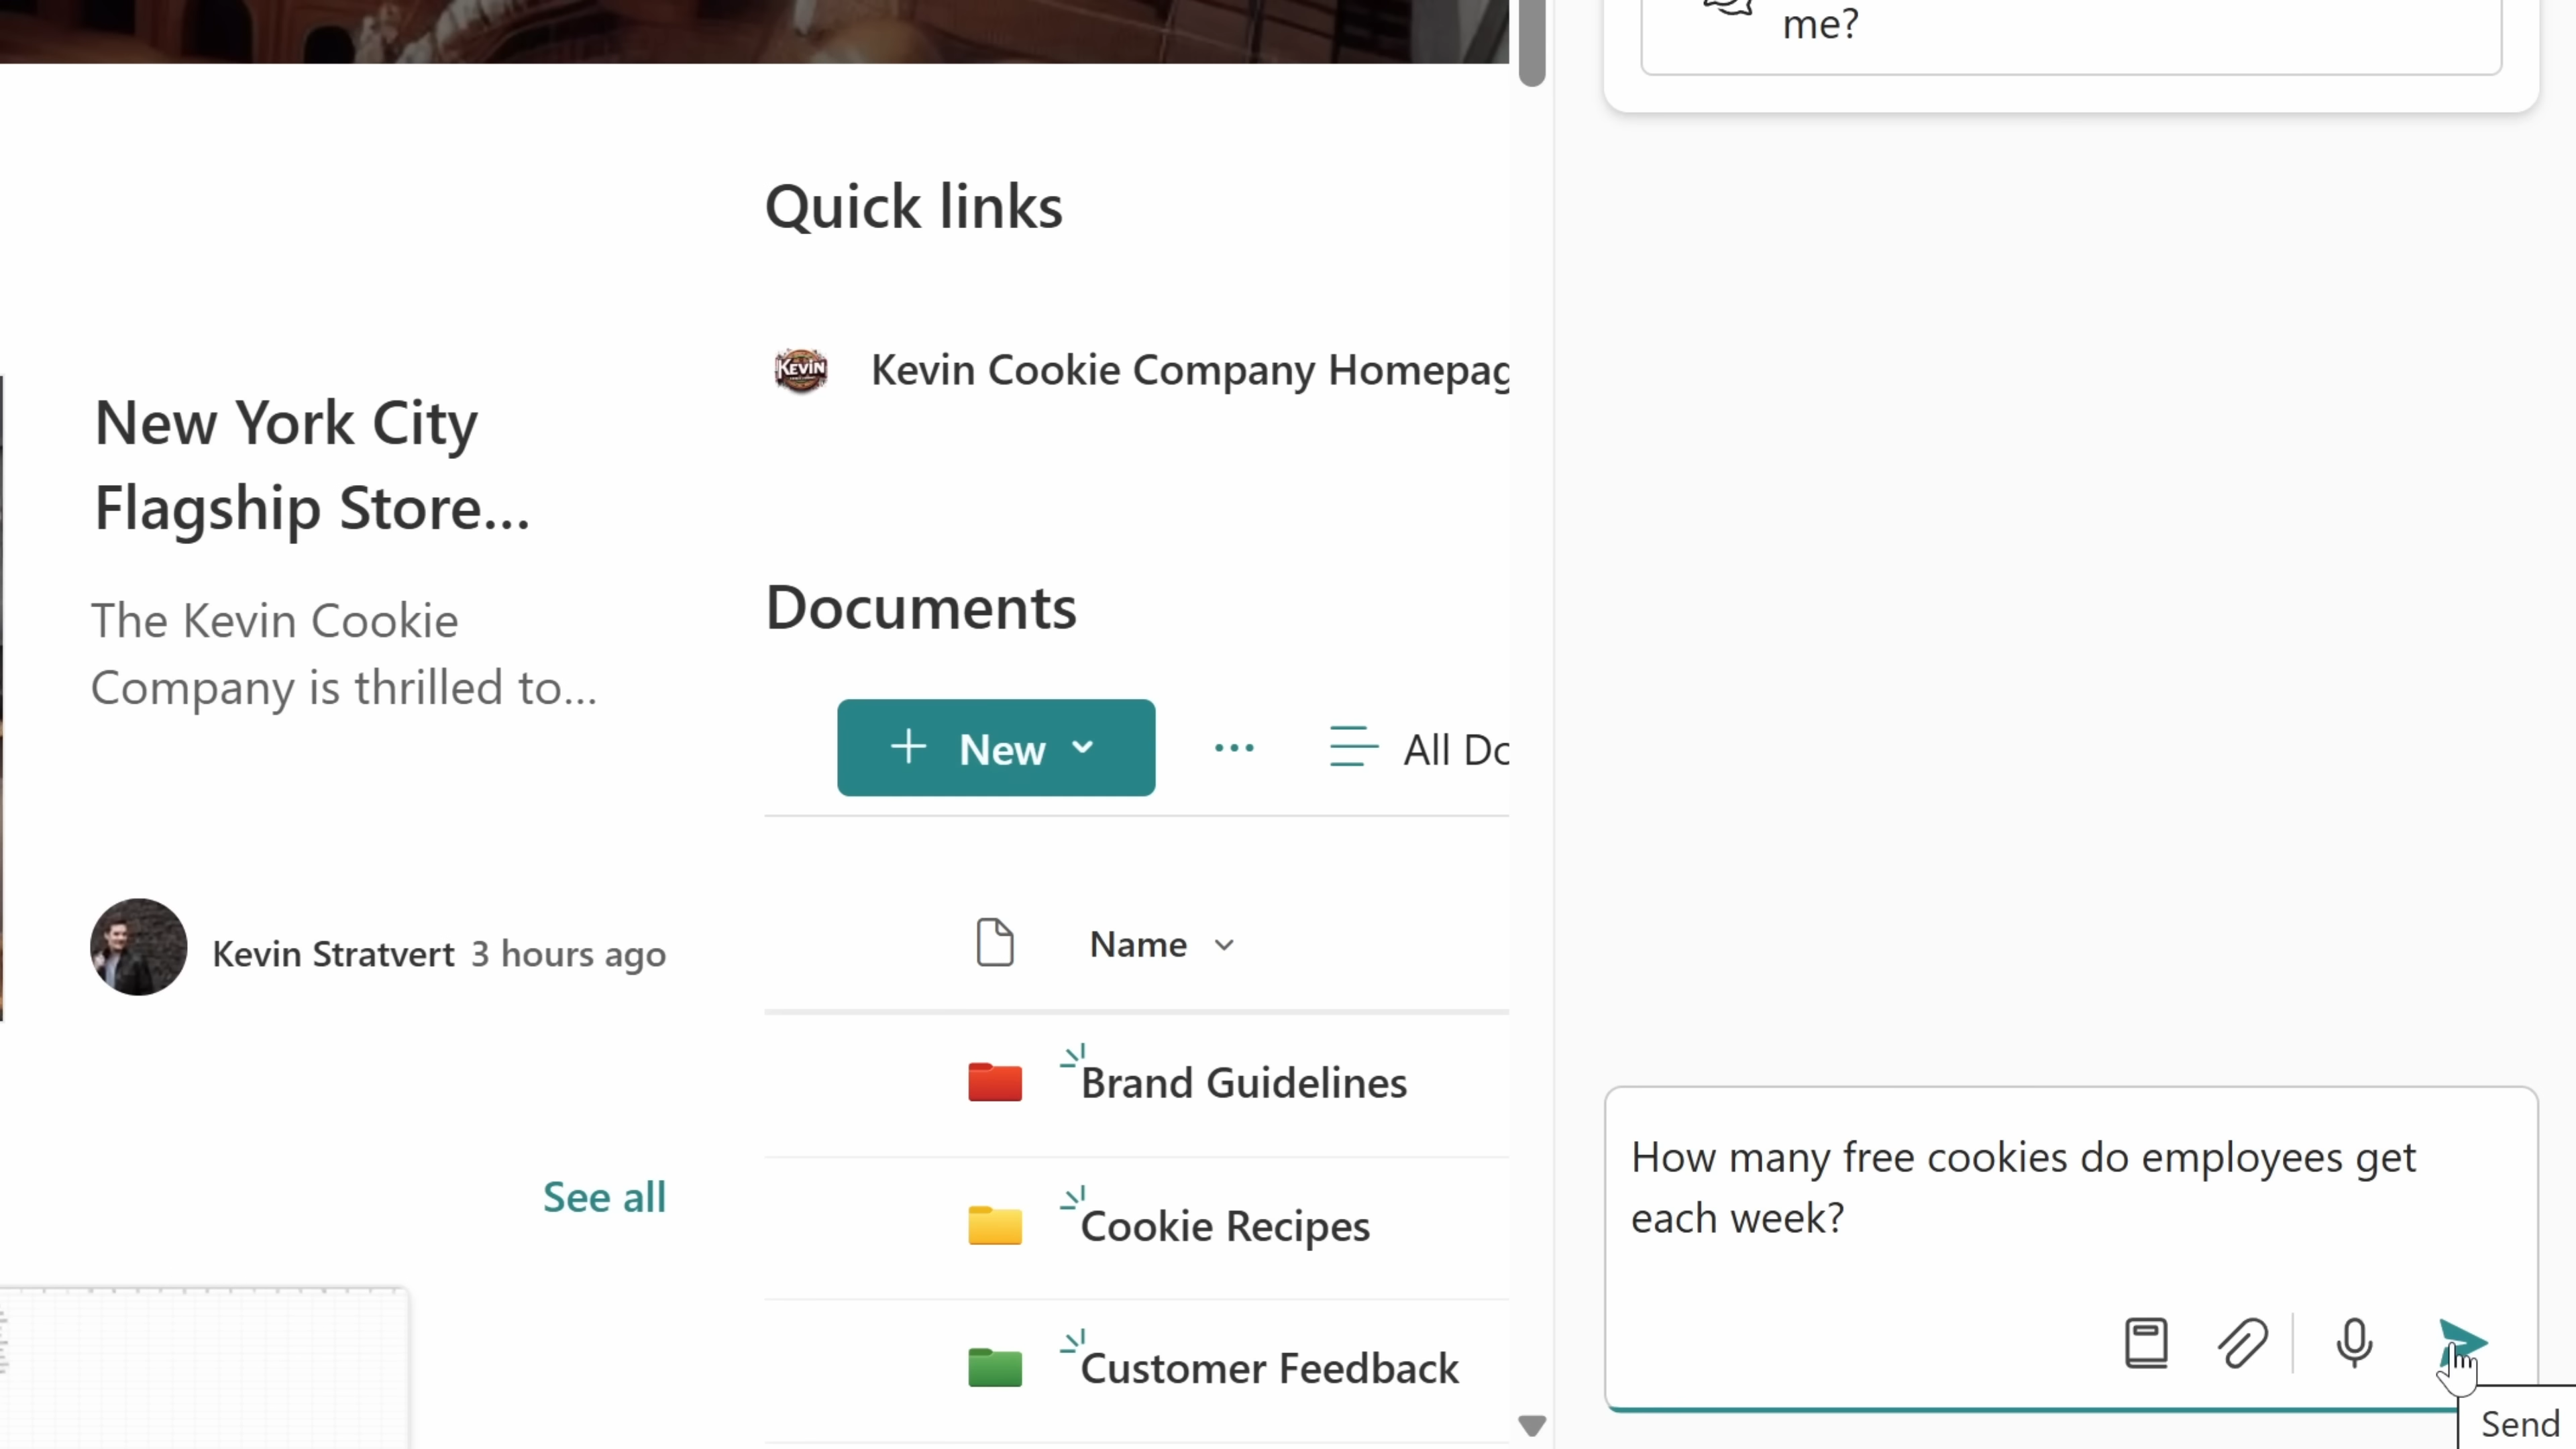 me?
Quick links
KEVIN
Kevin Cookie Company Homepag
New York City
Flagship Store...
The Kevin Cookie
Company is thrilled to...
Kevin Stratvert 3 hours ago
See all
Documents
New
All Do
Name
Brand Guidelines
Cookie Recipes
Customer Feedback
How many free cookies do employees get
each week?
Send